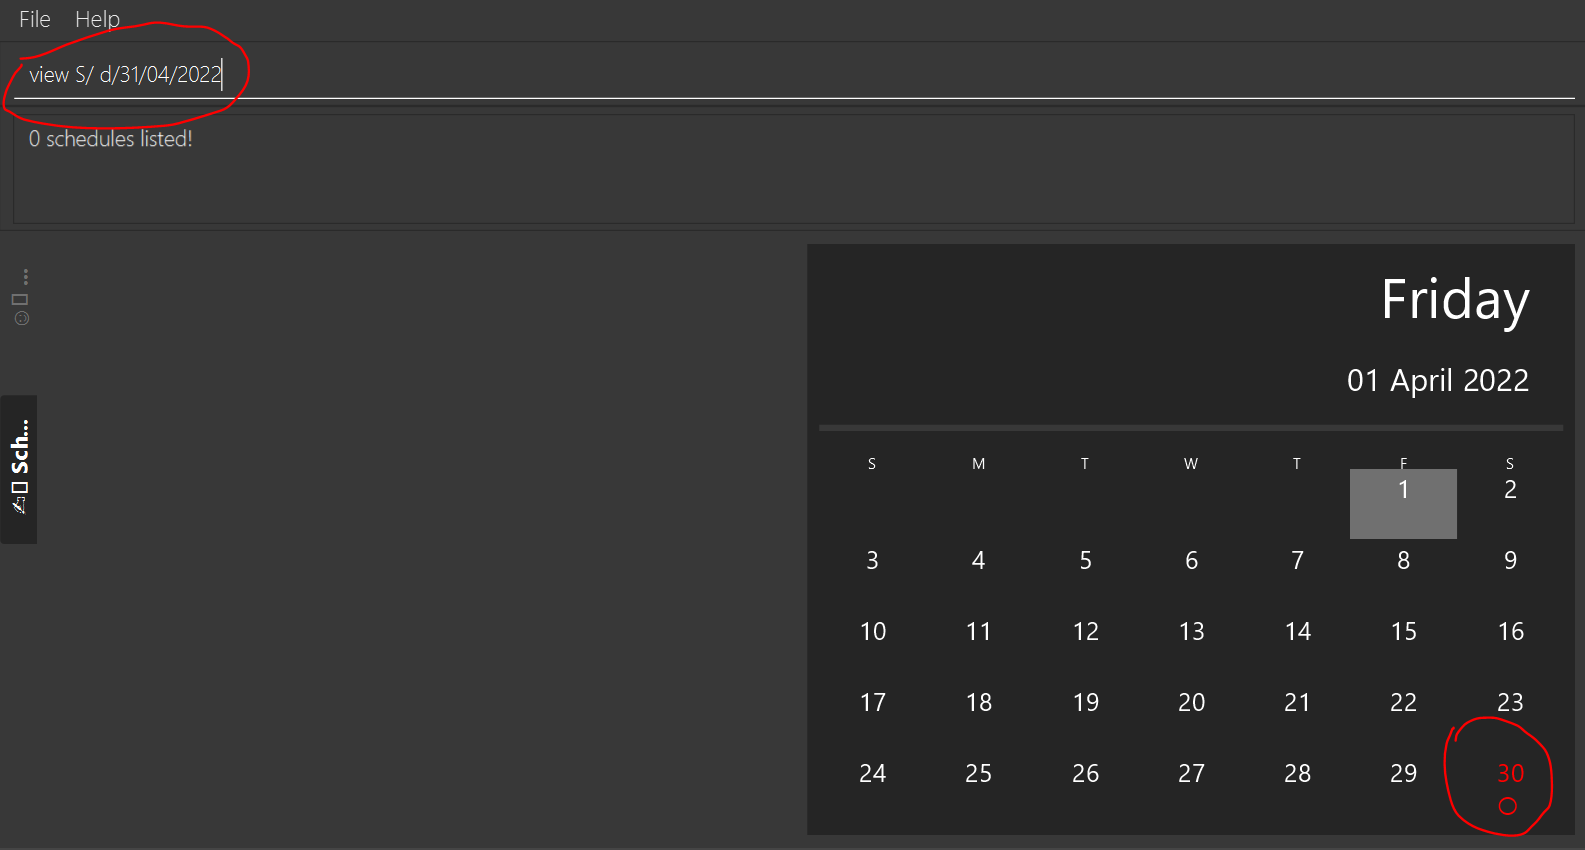 File Help
view S/ d/31/04/2022
0 schedules listed!
Sch...
Friday
01 April 2022
S M T W T F S
1 2
3 4 5 6 7 8 9
10 11 12 13 14 15 16
17 18 19 20 21 22 23
24 25 26 27 28 29 30